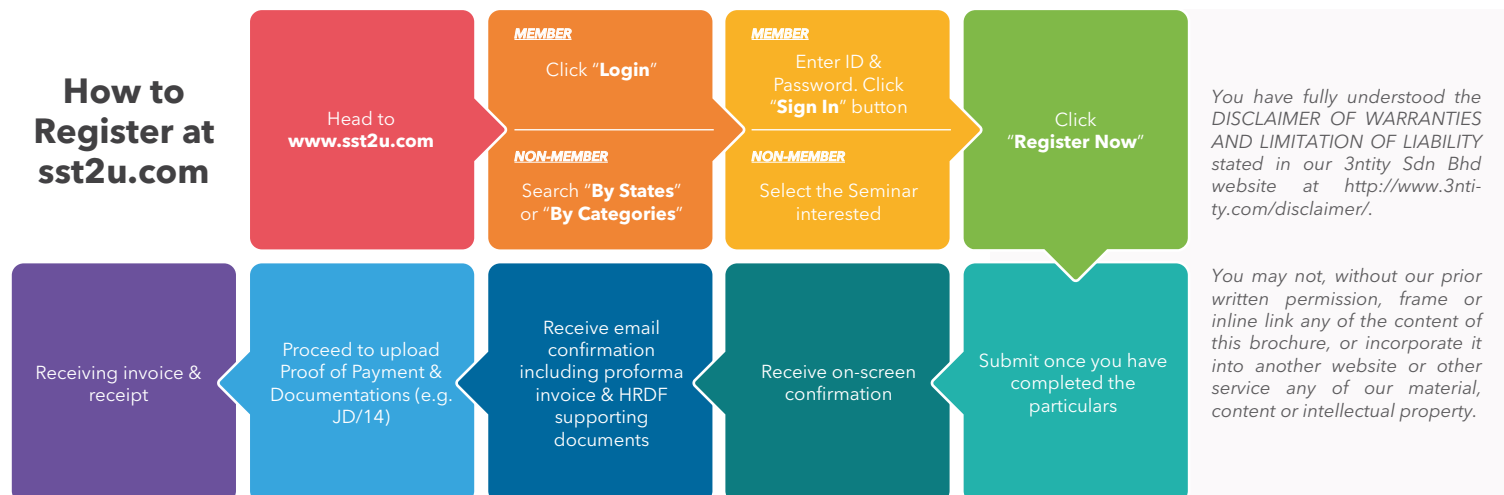 How to
Register at
sst2u.com
Head to
www.sst2u.com
MEMBER
Click “Login”
NON-MEMBER
Search “By States”
or “By Categories”
MEMBER
Enter ID &
Password. Click
“Sign In” button
NON-MEMBER
Select the Seminar
interested
Click
“Register Now”
Submit once you have
completed the
particulars
Receive on-screen
confirmation
Receive email
confirmation
including proforma
invoice & HRDF
supporting
documents
Proceed to upload
Proof of Payment &
Documentations (e.g.
JD/14)
Receiving invoice &
receipt
You have fully understood the
DISCLAIMER OF WARRANTIES
AND LIMITATION OF LIABILITY
stated in our 3ntity Sdn Bhd
website at http://www.3nti-
ty.com/disclaimer/.
You may not, without our prior
written permission, frame or
inline link any of the content of
this brochure, or incorporate it
into another website or other
service any of our material,
content or intellectual property.